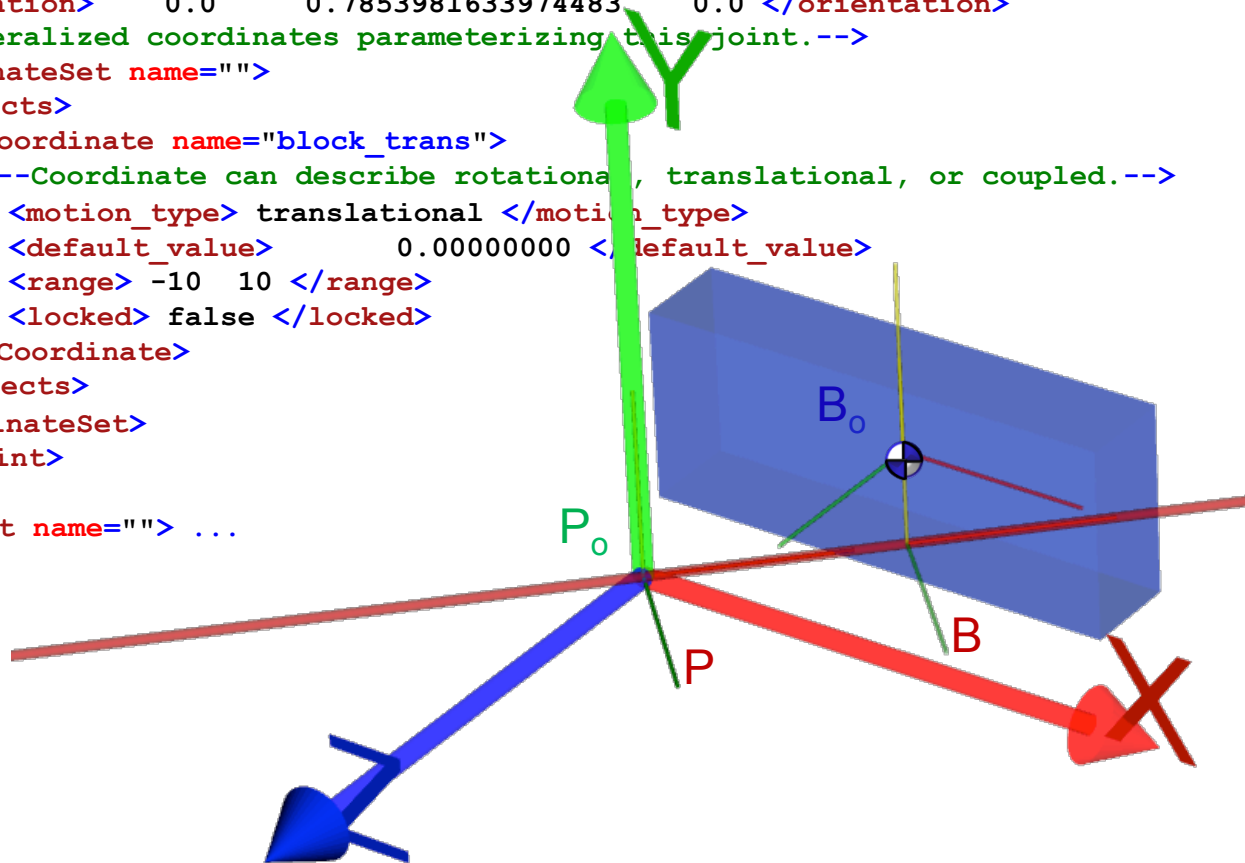 ation>    0.0    0.7853981633974483    0.0 </orientation>
eralized coordinates parameterizing this joint.-->
nateSet name="">
cts>
oordinate name="block_trans">
--Coordinate can describe rotational, translational, or coupled.-->
<motion_type> translational </motion_type>
<default_value>    0.00000000 </default_value>
<range> -10  10 </range>
<locked> false </locked>
Coordinate>
ects>
inateSet>
int>
t name=""> ...
Y
Bo
Po
B
P
X
Z